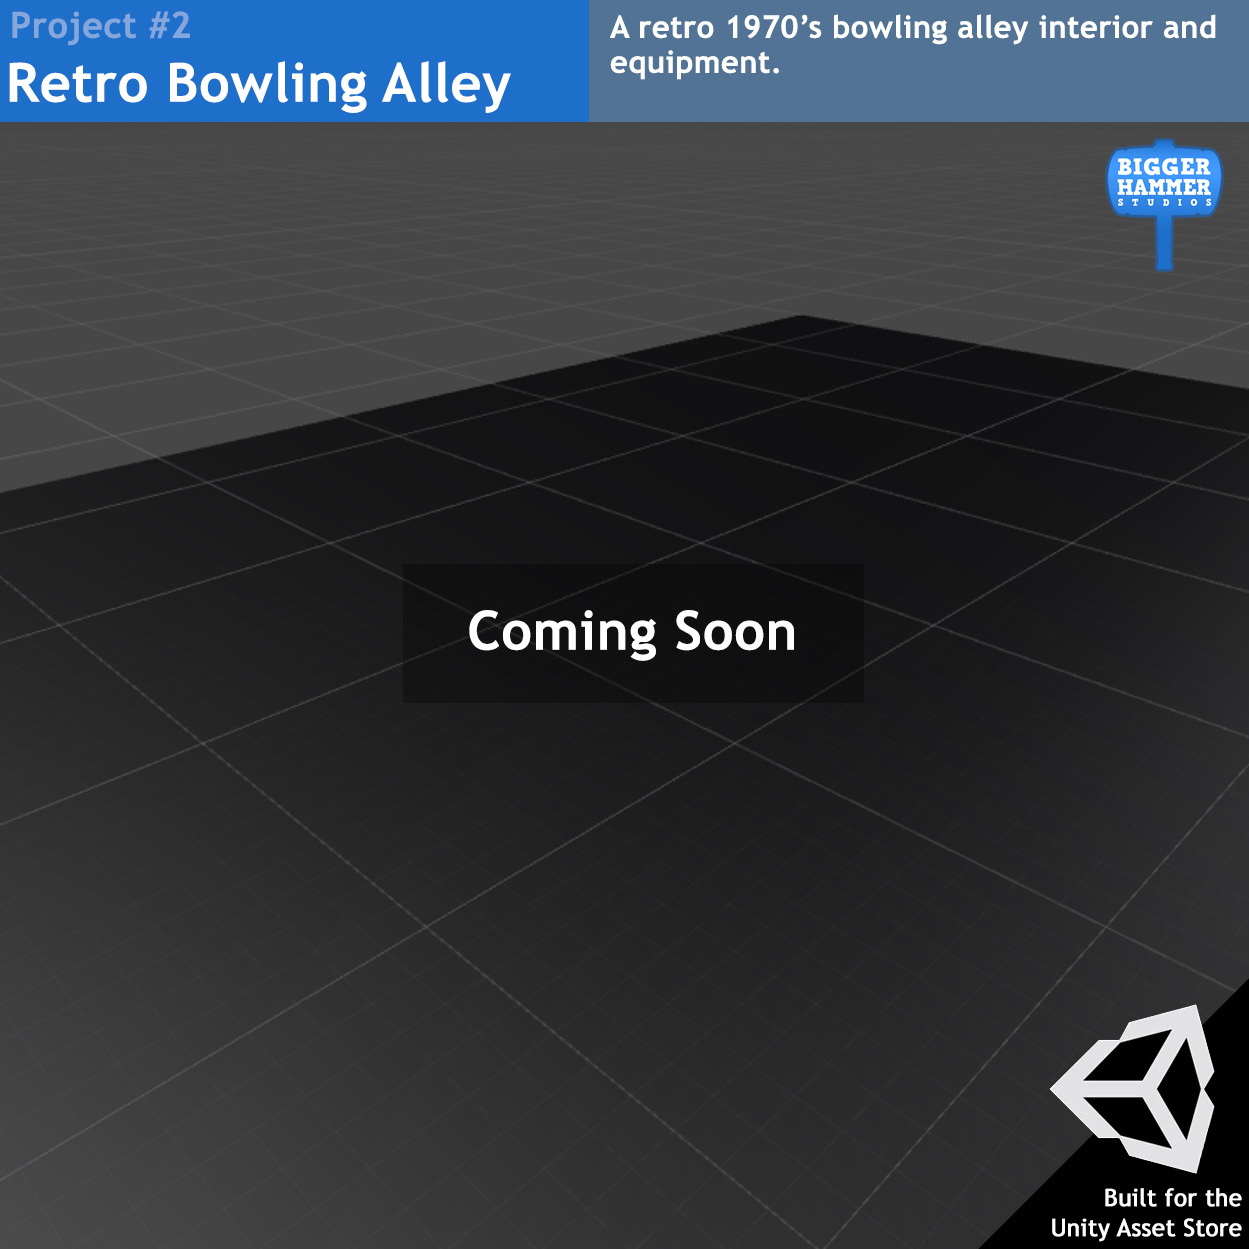 Project #2
Retro Bowling Alley
A retro 1970’s bowling alley interior and
equipment.
BIGGER
HAMMER
STUDIOS
Coming Soon
Built for the
Unity Asset Store